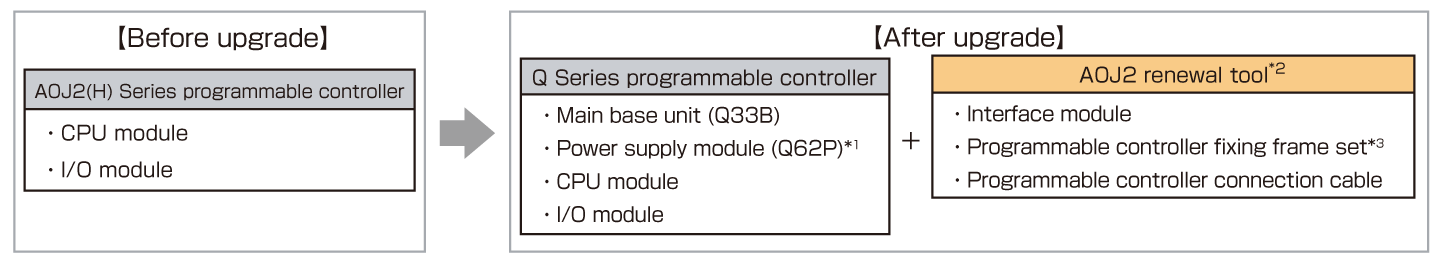 【Before upgrade】
A0J2(H) Series programmable controller
・CPU module
・I/O module
【After upgrade】
Q Series programmable controller
・Main base unit (Q33B)
・Power supply module (Q62P)*1
・CPU module
・I/O module
+
A0J2 renewal tool*2
・Interface module
・Programmable controller fixing frame set*3
・Programmable controller connection cable